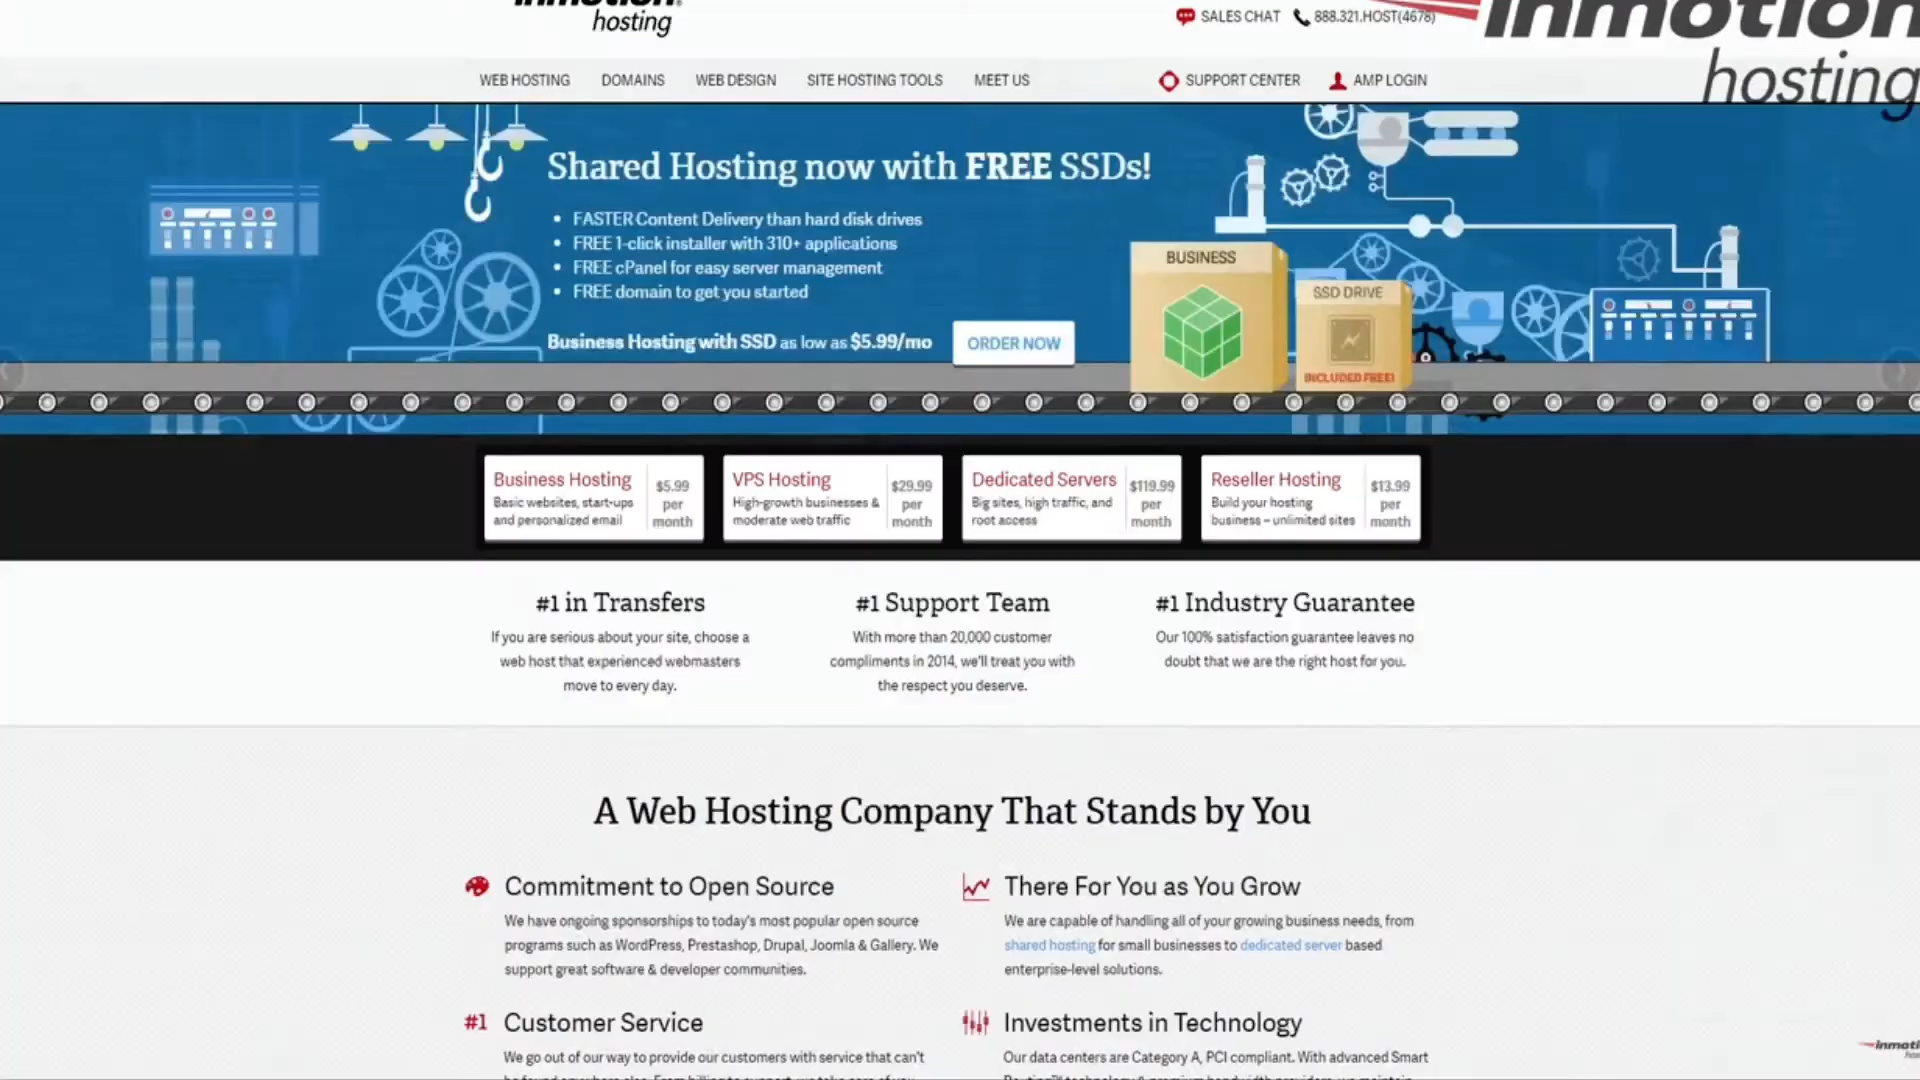 inmotion
hosting
SALES CHAT
888.321.HOST(4678)
inmotion
hosting
WEB HOSTING
DOMAINS
WEB DESIGN
SITE HOSTING TOOLS
MEET US
SUPPORT CENTER
AMP LOGIN
Shared Hosting now with FREE SSDs!
• FASTER Content Delivery than hard disk drives
• FREE 1-click installer with 310+ applications
• FREE cPanel for easy server management
• FREE domain to get you started
Business Hosting with SSD as low as $5.99/mo
ORDER NOW
BUSINESS
SSD DRIVE
INCLUDED FREE!
Business Hosting
Basic websites, start-ups
and personalized email
$5.99
per
month
VPS Hosting
High-growth businesses &
moderate web traffic
$29.99
per
month
Dedicated Servers
Big sites, high traffic, and
root access
$119.99
per
month
Reseller Hosting
Build your hosting
business – unlimited sites
$13.99
per
month
#1 in Transfers
If you are serious about your site, choose a
web host that experienced webmasters
move to every day.
#1 Support Team
With more than 20,000 customer
compliments in 2014, we'll treat you with
the respect you deserve.
#1 Industry Guarantee
Our 100% satisfaction guarantee leaves no
doubt that we are the right host for you.
A Web Hosting Company That Stands by You
Commitment to Open Source
We have ongoing sponsorships to today's most popular open source
programs such as WordPress, Prestashop, Drupal, Joomla & Gallery. We
support great software & developer communities.
There For You as You Grow
We are capable of handling all of your growing business needs, from
shared hosting for small businesses to dedicated server based
enterprise-level solutions.
#1 Customer Service
We go out of our way to provide our customers with service that can't
Investments in Technology
Our data centers are Category A, PCI compliant. With advanced Smart